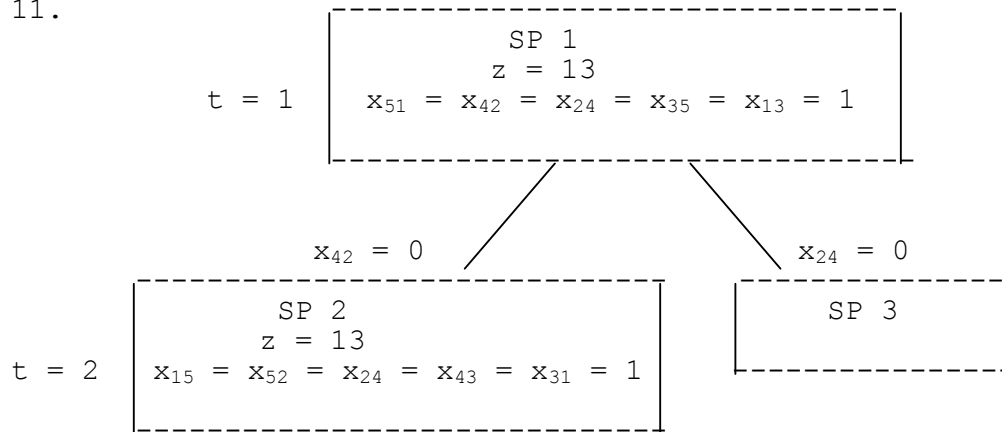 11.
SP 1
z = 13
t = 1 x₅₁ = x₄₂ = x₂₄ = x₃₅ = x₁₃ = 1
x₄₂ = 0 x₂₄ = 0
SP 2 SP 3
z = 13
t = 2 x₁₅ = x₅₂ = x₂₄ = x₄₃ = x₃₁ = 1